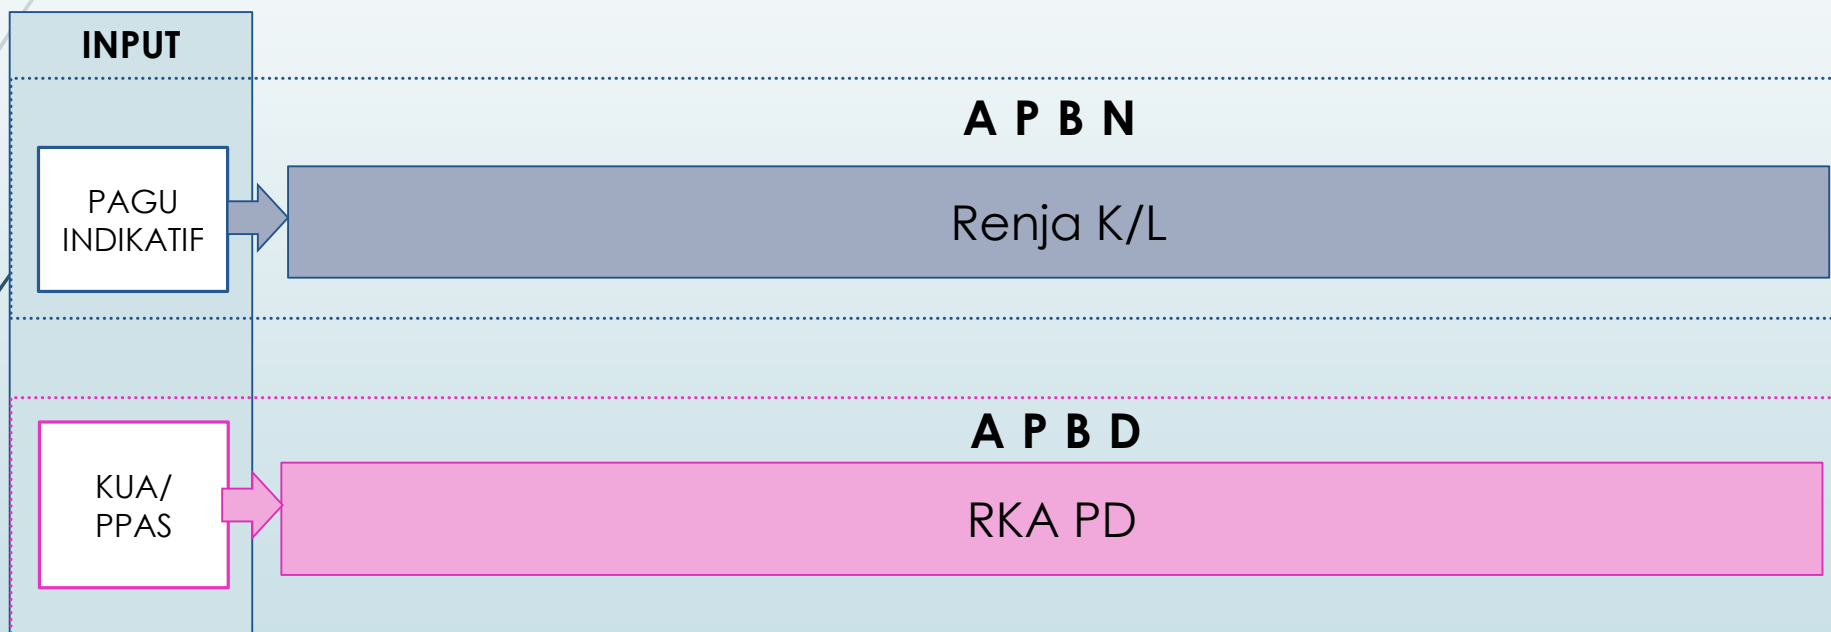 INPUT
A P B N
PAGU
INDIKATIF
Renja K/L
A P B D
KUA/
PPAS
RKA PD